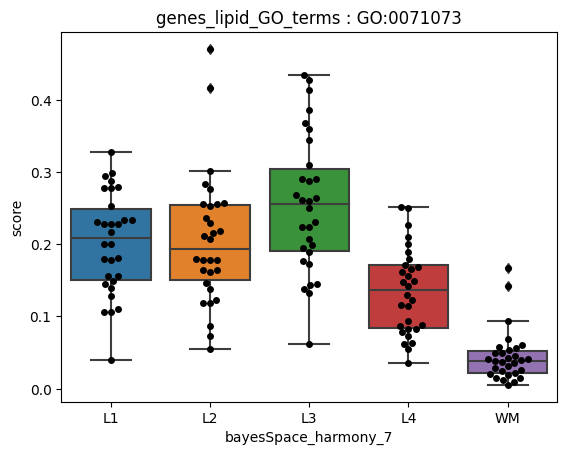 genes_lipid_GO_terms : GO:0071073
score
0.4
0.3
0.2
0.1
0.0
L1 L2 L3 L4 WM
bayesSpace_harmony_7